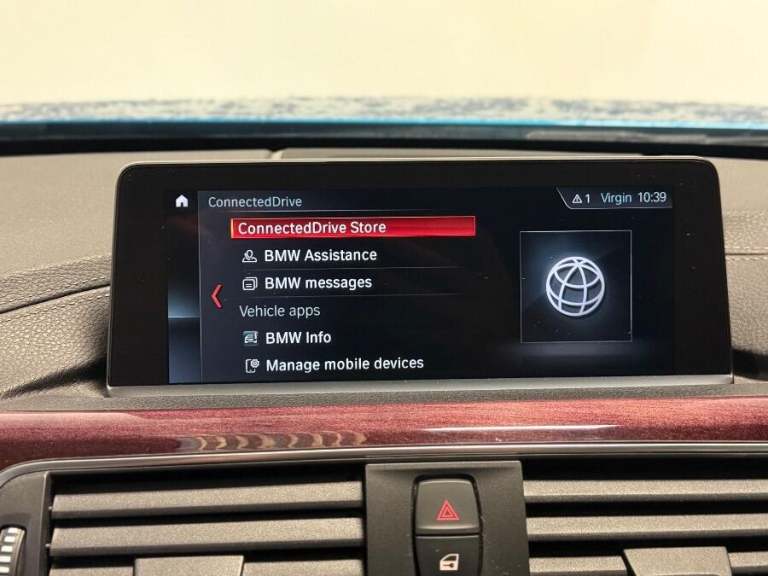 ConnectedDrive
1 Virgin 10:39
ConnectedDrive Store
BMW Assistance
BMW messages
Vehicle apps
BMW Info
Manage mobile devices